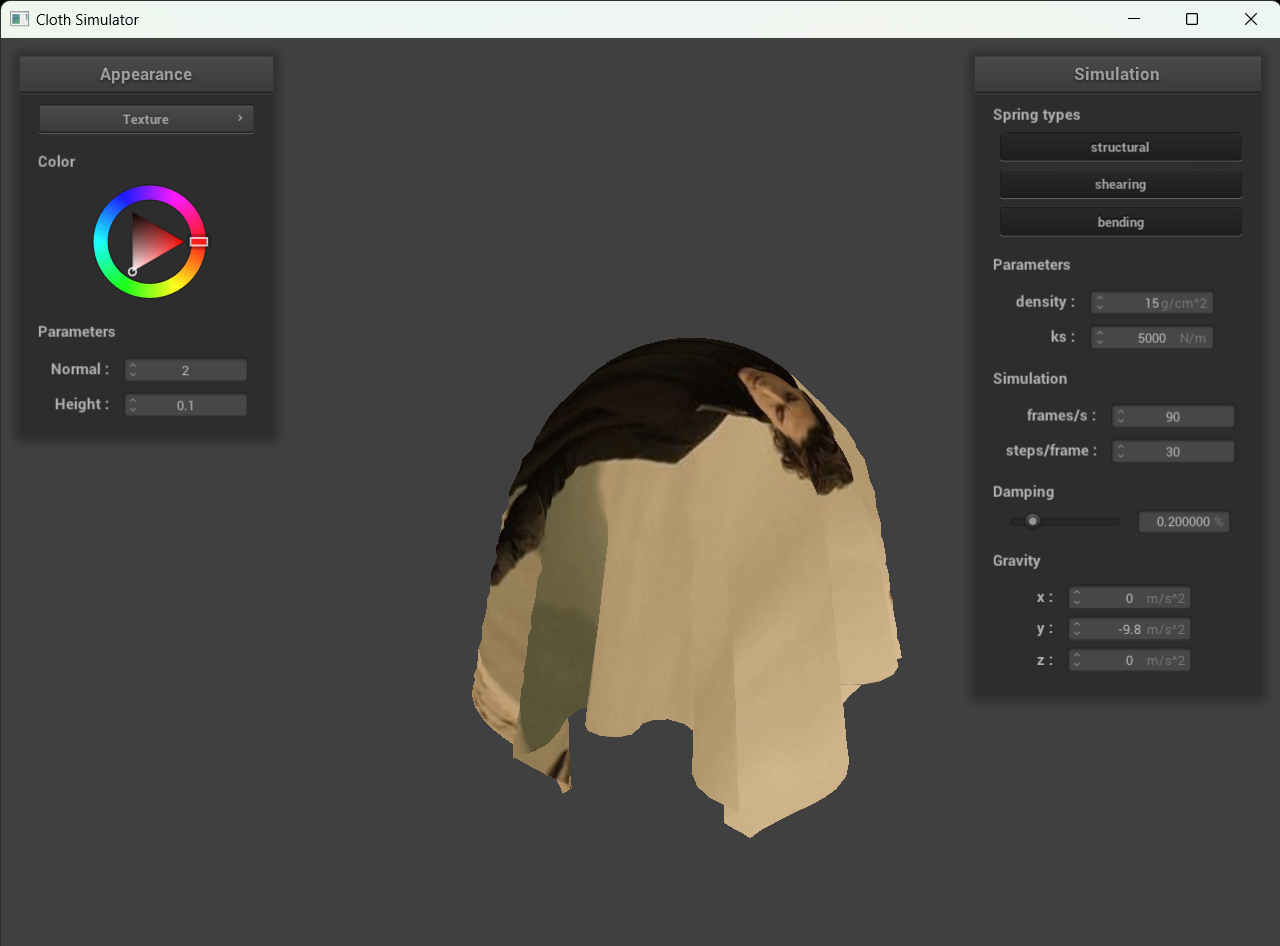 Cloth Simulator
Appearance
Texture
Color
Parameters
Normal : 2
Height : 0.1
Simulation
Spring types
structural
shearing
bending
Parameters
density : 15 g/cm^2
ks : 5000 N/m
Simulation
frames/s : 90
steps/frame : 30
Damping
0.200000 %
Gravity
x : 0 m/s^2
y : -9.8 m/s^2
z : 0 m/s^2